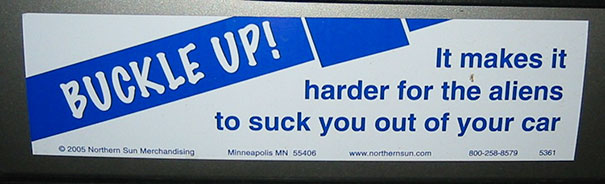 BUCKLE UP!
It makes it
harder for the aliens
to suck you out of your car
© 2005 Northern Sun Merchandising Minneapolis MN 55406 www.northernsun.com 800-258-8579 5361